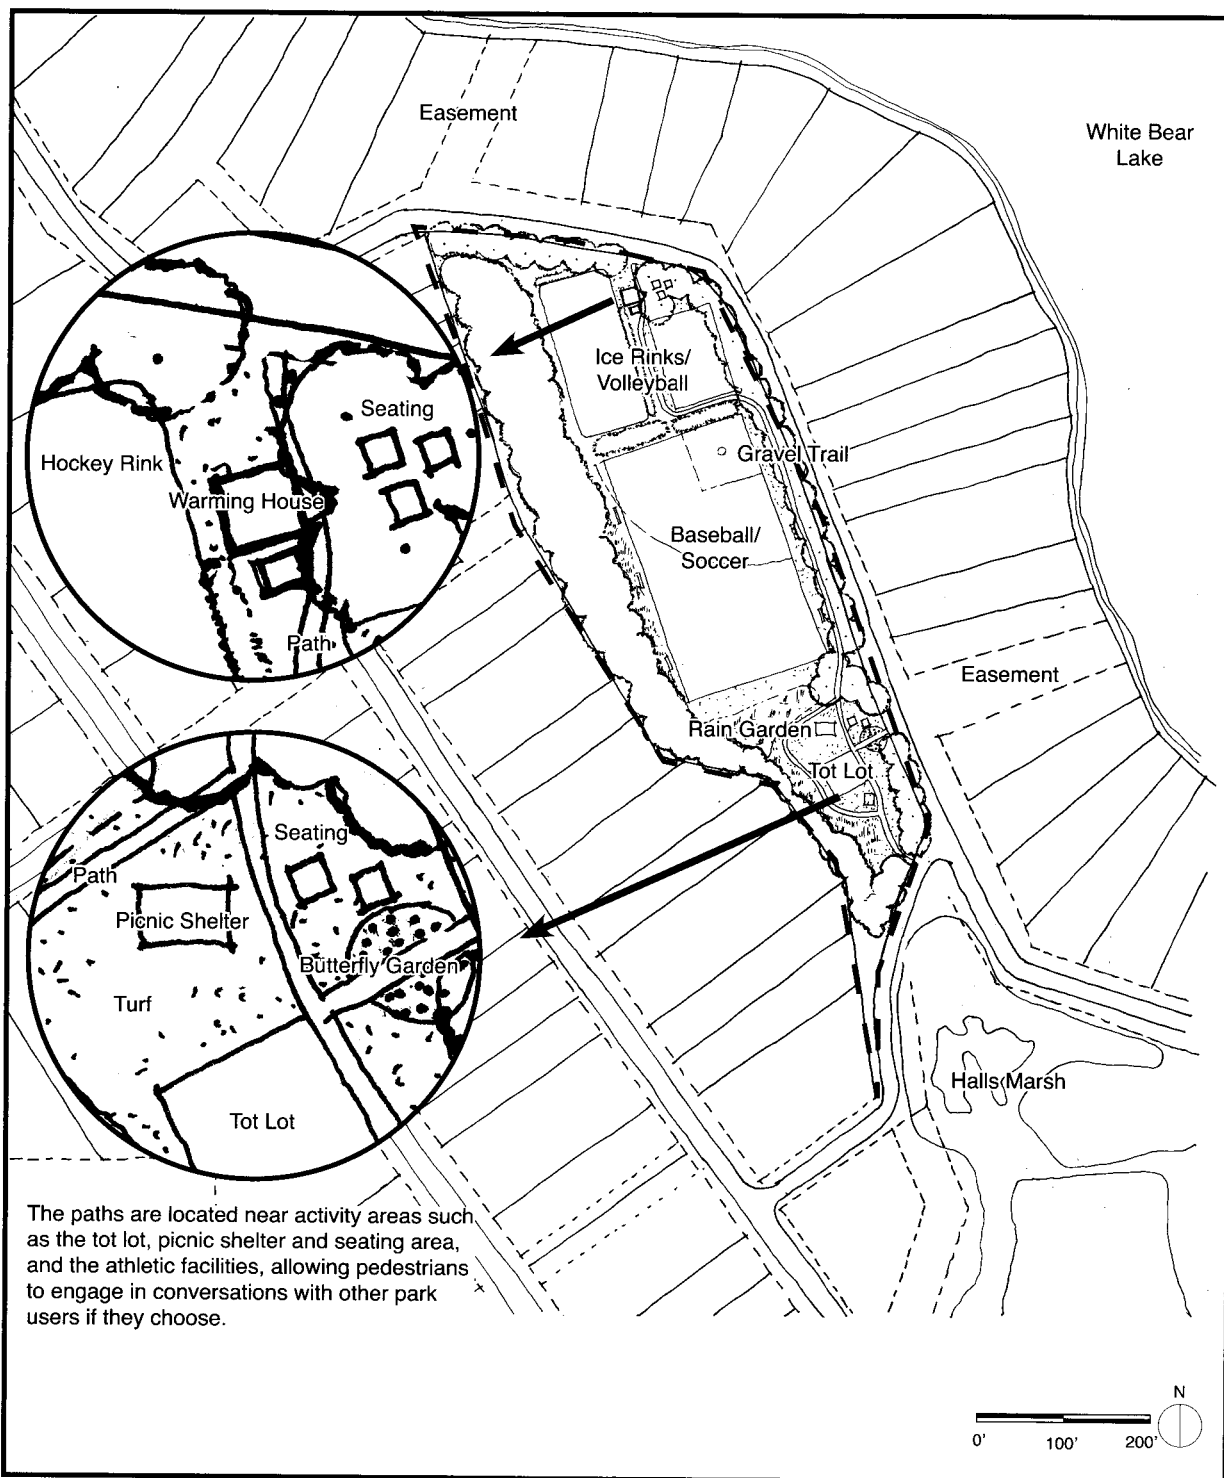 Easement
White Bear
Lake
Ice Rinks/
Volleyball
Seating
Hockey Rink
Gravel Trail
Warming House
Baseball/
Soccer
Path
Easement
Rain Garden
Tot Lot
Seating
Path
Picnic Shelter
Butterfly Garden
Turf
Halls Marsh
Tot Lot
The paths are located near activity areas such
as the tot lot, picnic shelter and seating area,
and the athletic facilities, allowing pedestrians
to engage in conversations with other park
users if they choose.
N
0' 100' 200'